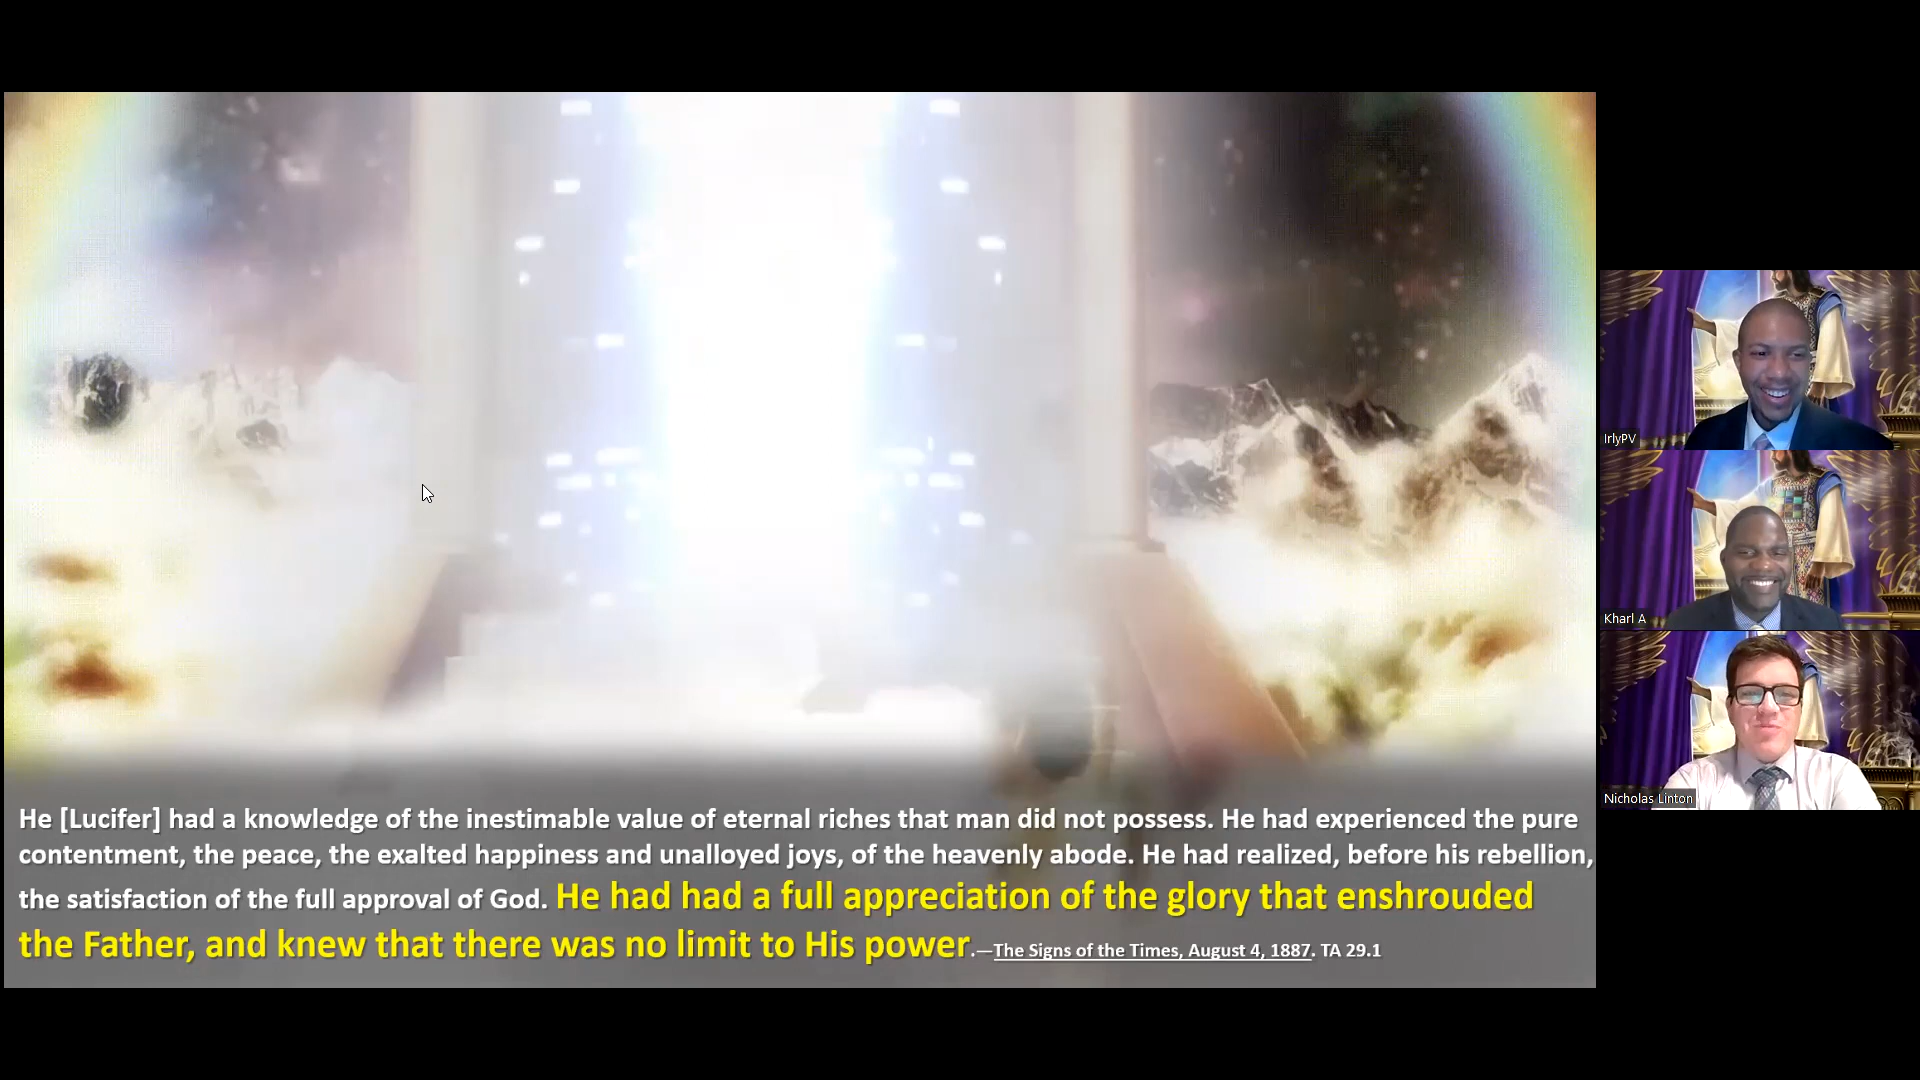 He [Lucifer] had a knowledge of the inestimable value of eternal riches that man did not possess. He had experienced the pure
contentment, the peace, the exalted happiness and unalloyed joys, of the heavenly abode. He had realized, before his rebellion,
the satisfaction of the full approval of God. He had had a full appreciation of the glory that enshrouded
the Father, and knew that there was no limit to His power.—The Signs of the Times, August 4, 1887. TA 29.1
IrlyPV
Kharl A
Nicholas Linton